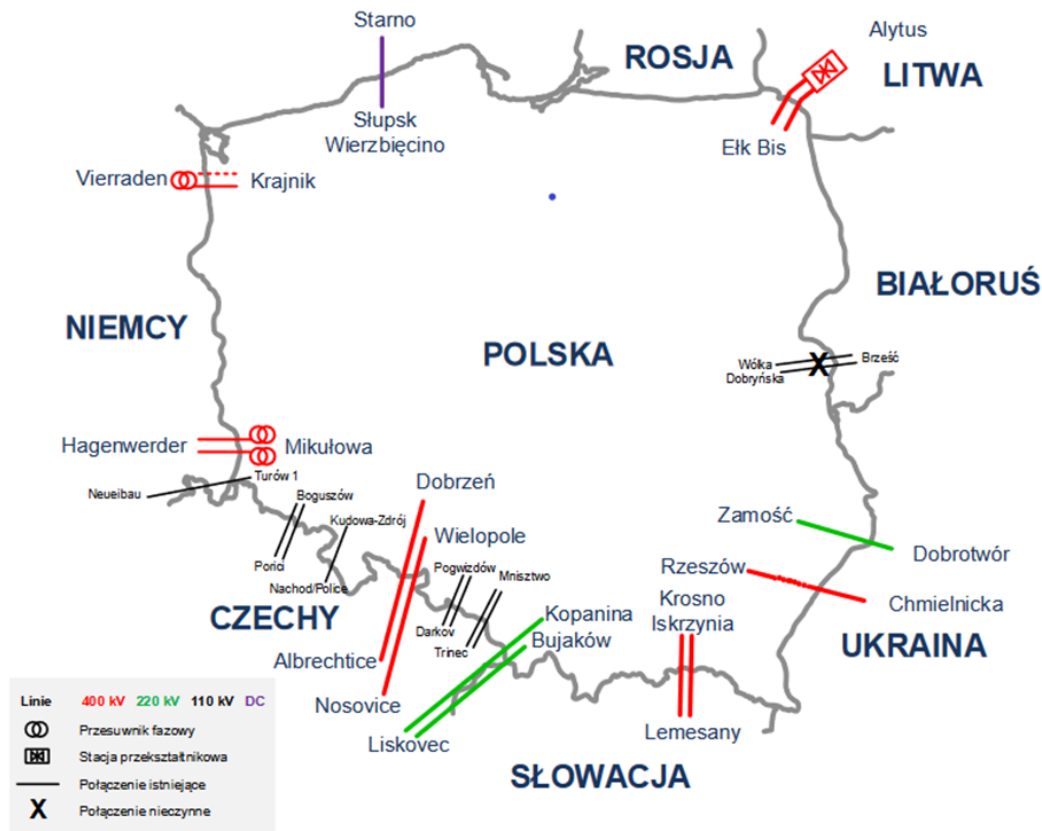 Starno
Słupsk
Wierzbięcino
ROSJA
Alytus
LITWA
Ełk Bis
Vierraden
Krajnik
BIAŁORUŚ
NIEMCY
POLSKA
Wólka
Dobryńska
X
Brześć
Hagenwerder
Mikułowa
Turów 1
Neueibau
Boguszów
Kudowa-Zdrój
Porici
Nachod/Police
Dobrzeń
Wielopole
Pogwizdów
Mnisztwo
Darkov
Trinec
CZECHY
Albrechtice
Nosovice
Kopanina
Bujaków
Liskovec
Krosno
Iskrzynia
Lemesany
Zamość
Dobrotwór
Rzeszów
Chmielnicka
UKRAINA
SŁOWACJA
Linie 400 kV 220 kV 110 kV DC
Przesuwnik fazowy
Stacja przekształtnikowa
Połączenie istniejące
X Połączenie nieczynne